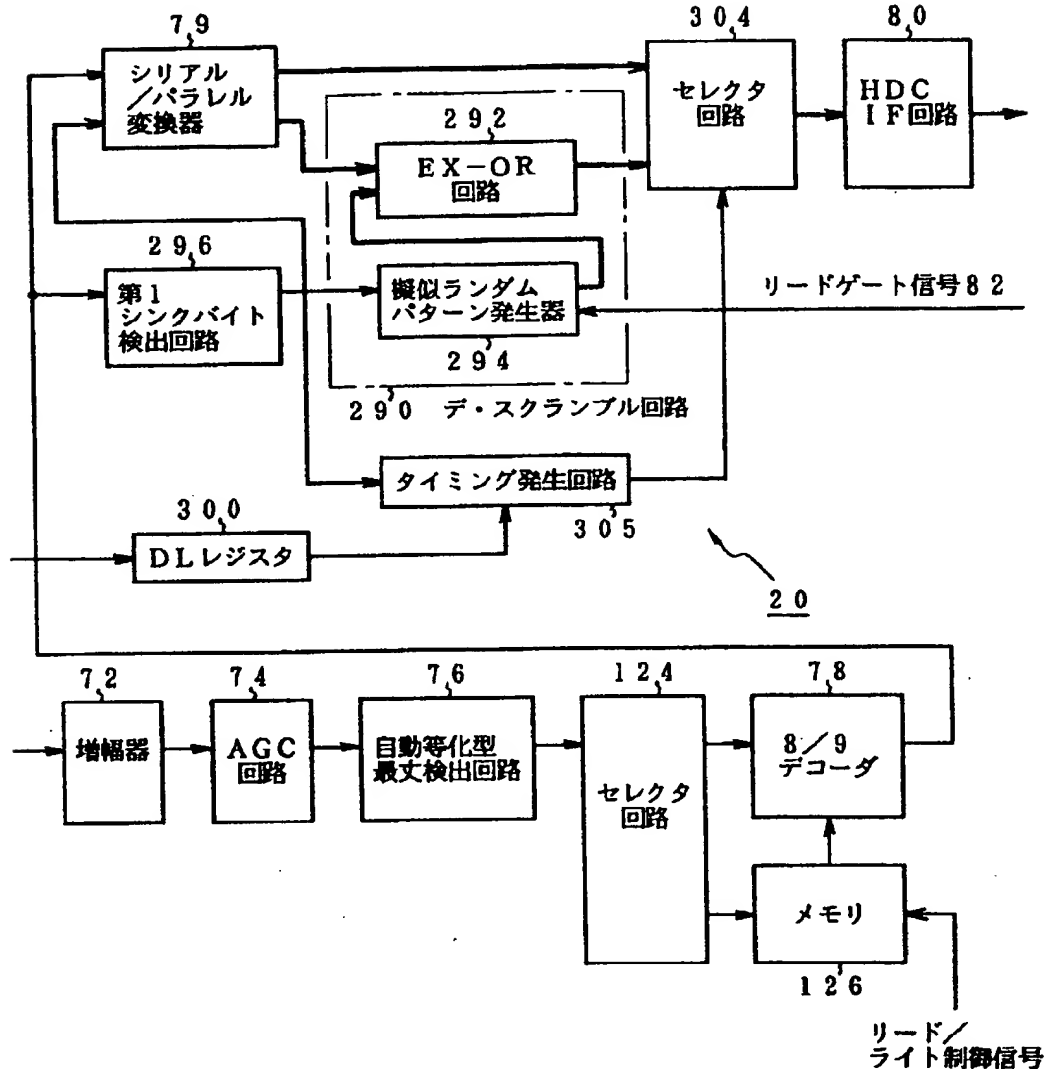 79
シリアル
／パラレル
変換器
304
セレクタ
回路
80
HDC
IF回路
292
EX－OR
回路
296
第1
シンクバイト
検出回路
擬似ランダム
パターン発生器
294
リードゲート信号82
290 デ・スクランブル回路
タイミング発生回路
305
300
DLレジスタ
20
72
増幅器
74
AGC
回路
76
自動等化型
最丈検出回路
124
セレクタ
回路
78
8／9
デコーダ
メモリ
126
リード／
ライト制御信号